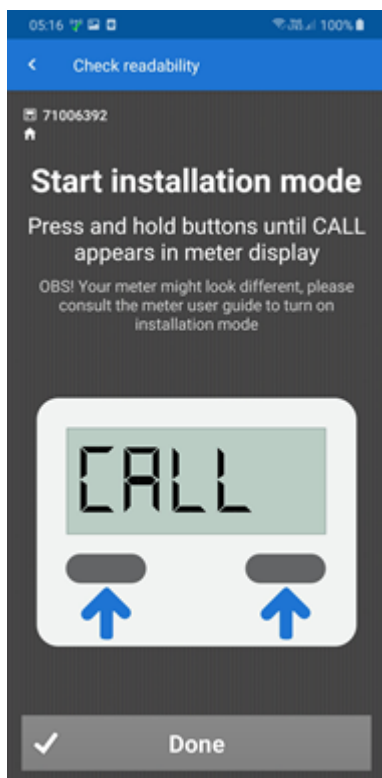 05:16 100%
Check readability
71006392
Start installation mode
Press and hold buttons until CALL
appears in meter display
OBS! Your meter might look different, please
consult the meter user guide to turn on
installation mode
CALL
Done